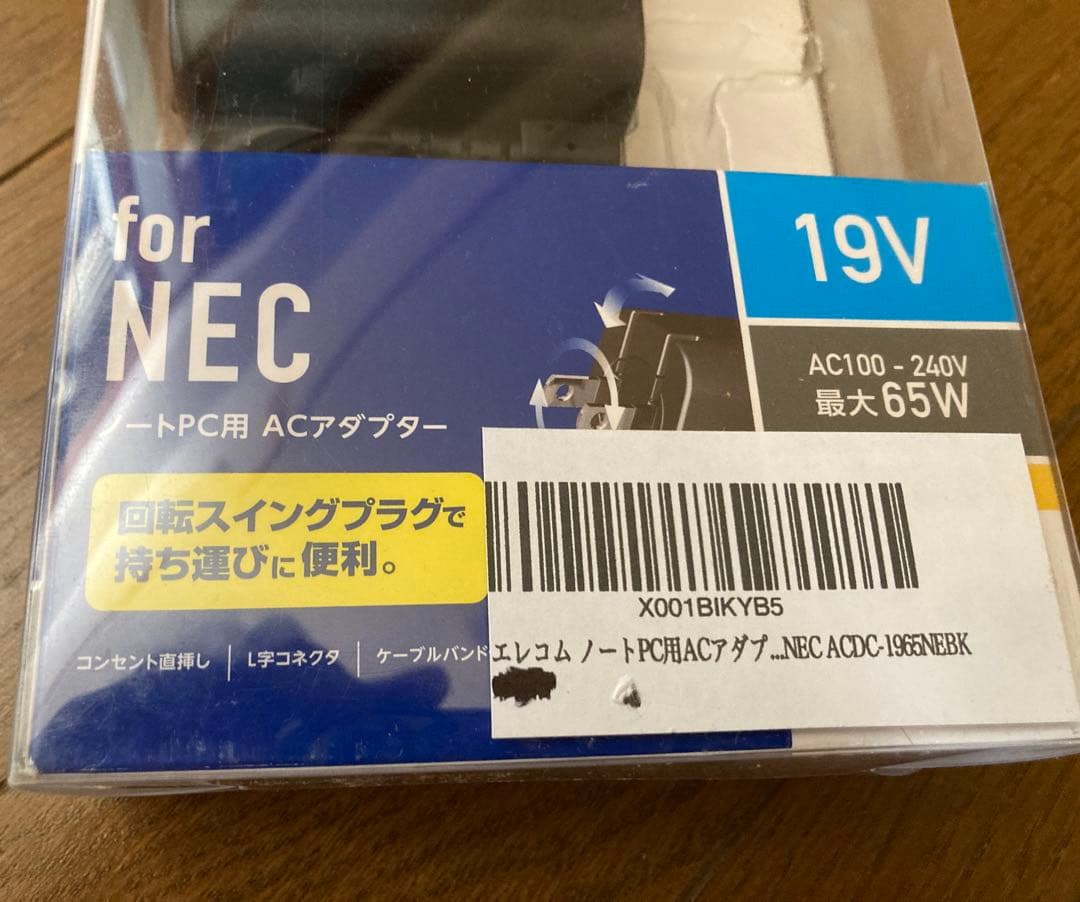 for
NEC
ノートPC用 ACアダプター
19V
AC100 - 240V
最大65W
回転スイングプラグで
持ち運びに便利。
コンセント直挿し
L字コネクタ
ケーブルバンド
X001BIKYB5
エレコム ノートPC用ACアダプ...NEC ACDC-1965NEBK